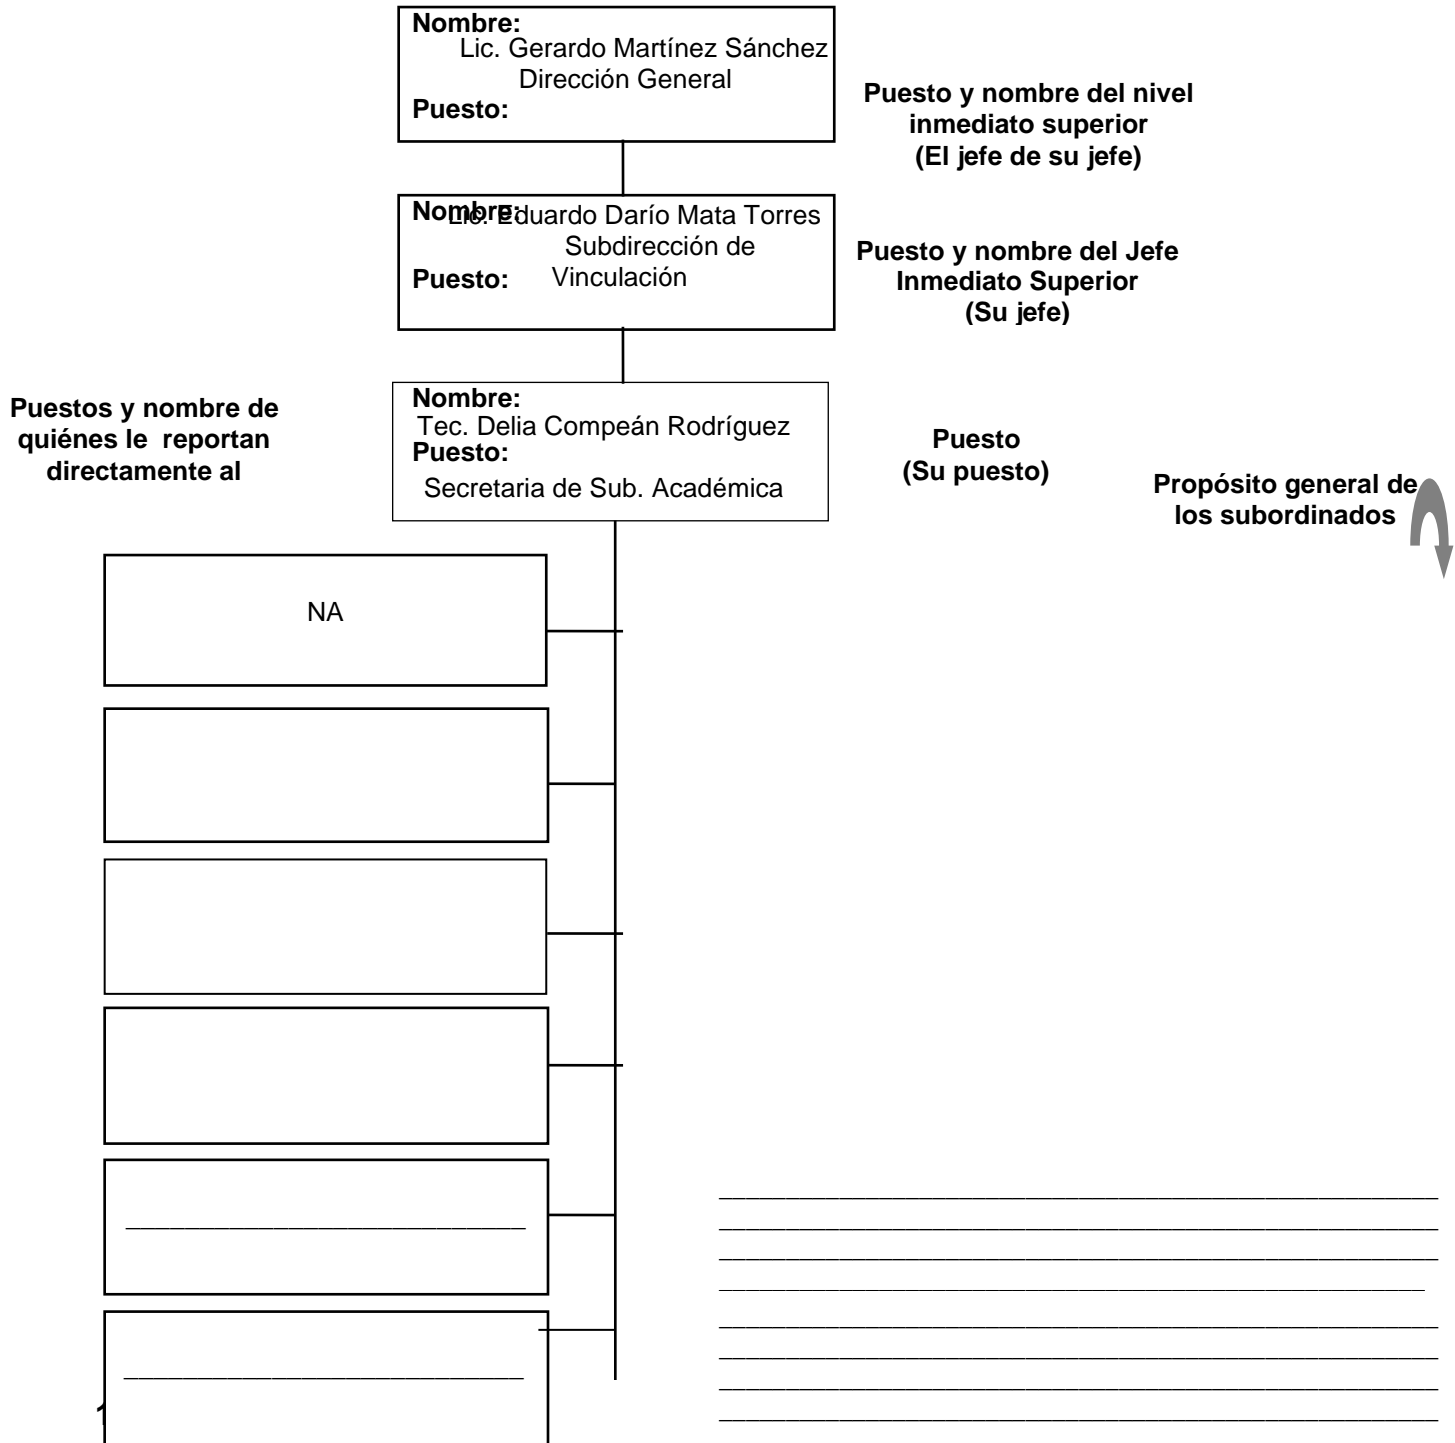 Nombre:
Lic. Gerardo Martínez Sánchez
Dirección General
Puesto:
Puesto y nombre del nivel
inmediato superior
(El jefe de su jefe)
Nombre:
Lic. Eduardo Darío Mata Torres
Subdirección de
Puesto: Vinculación
Puesto y nombre del Jefe
Inmediato Superior
(Su jefe)
Puestos y nombre de
quiénes le reportan
directamente al
Nombre:
Tec. Delia Compeán Rodríguez
Puesto:
Secretaria de Sub. Académica
Puesto
(Su puesto)
Propósito general de
los subordinados
NA